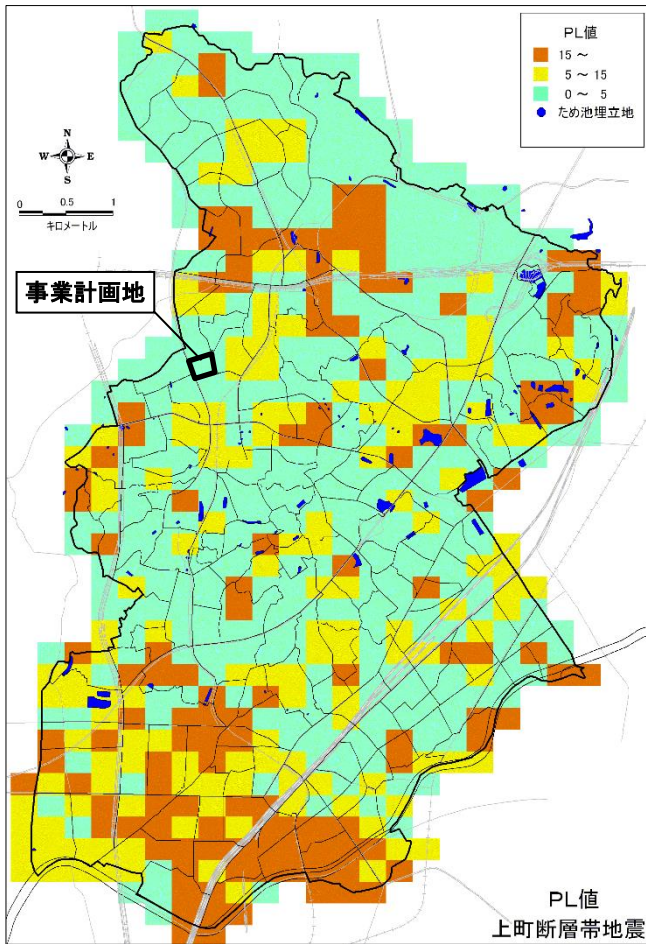 PL値
15 ～
5 ～ 15
0 ～ 5
ため池埋立地
N
W E
S
0 0.5 1
キロメートル
事業計画地
PL値
上町断層帯地震